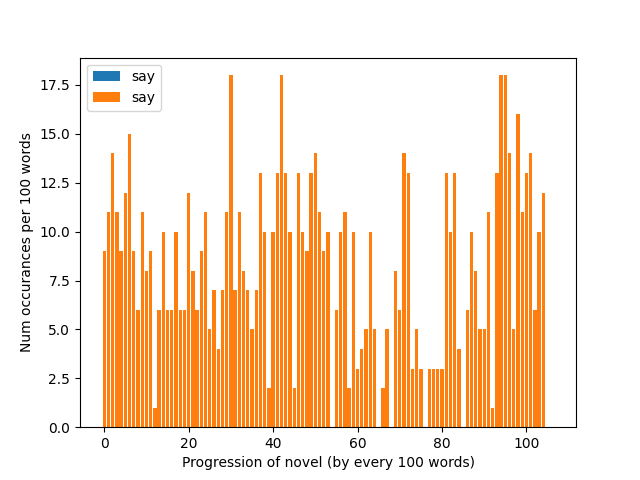 say
say
17.5
15.0
12.5
10.0
7.5
5.0
2.5
0.0
Num occurances per 100 words
0 20 40 60 80 100
Progression of novel (by every 100 words)